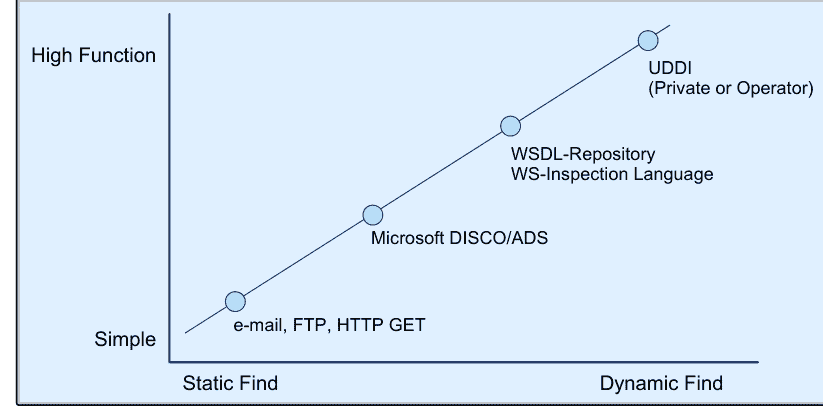 High Function
UDDI
(Private or Operator)
WSDL-Repository
WS-Inspection Language
Microsoft DISCO/ADS
e-mail, FTP, HTTP GET
Simple
Static Find
Dynamic Find